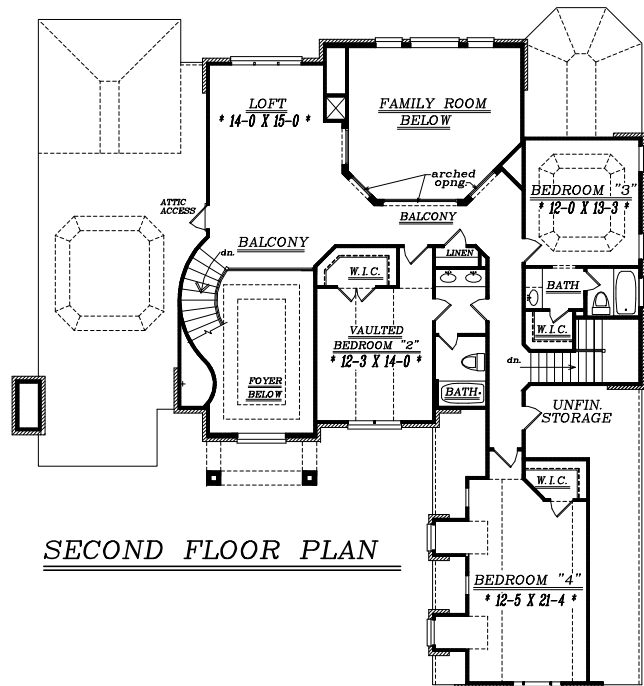 LOFT
* 14-0 X 15-0 *
FAMILY ROOM
BELOW
arched
opng.
BEDROOM "3"
* 12-0 X 13-3 *
ATTIC
ACCESS
BALCONY
BALCONY
dn.
LINEN
W.I.C.
BATH
W.I.C.
VAULTED
BEDROOM "2"
* 12-3 X 14-0 *
dn.
FOYER
BELOW
BATH
UNFIN.
STORAGE
W.I.C.
SECOND FLOOR PLAN
BEDROOM "4"
* 12-5 X 21-4 *